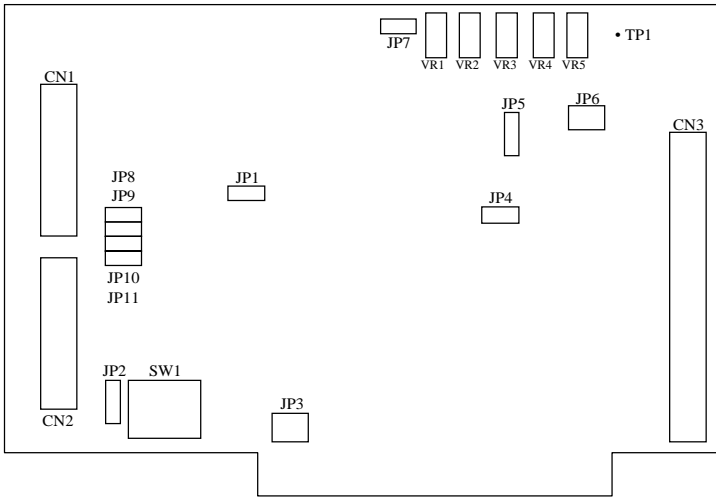 JP7
VR1 VR2 VR3 VR4 VR5
TP1
CN1
JP5
JP6
CN3
JP8
JP9
JP1
JP4
JP10
JP11
JP2
SW1
JP3
CN2